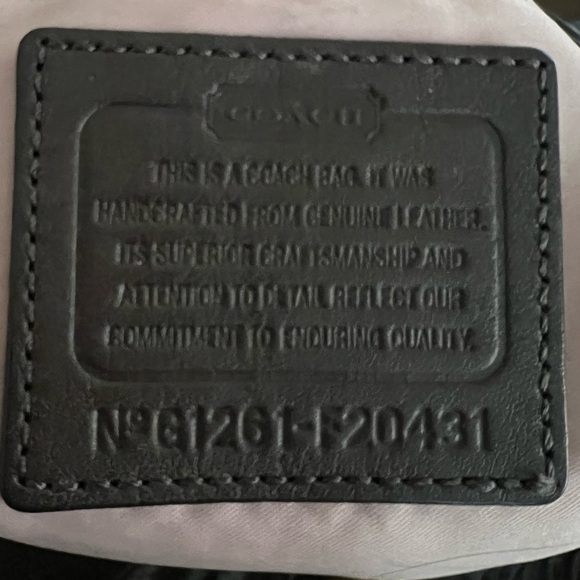 COACH
THIS IS A COACH BAG. IT WAS
HANDCRAFTED FROM GENUINE LEATHER.
ITS SUPERIOR CRAFTSMANSHIP AND
ATTENTION TO DETAIL REFLECT OUR
COMMITMENT TO ENDURING QUALITY.
Nº G1261-F20431